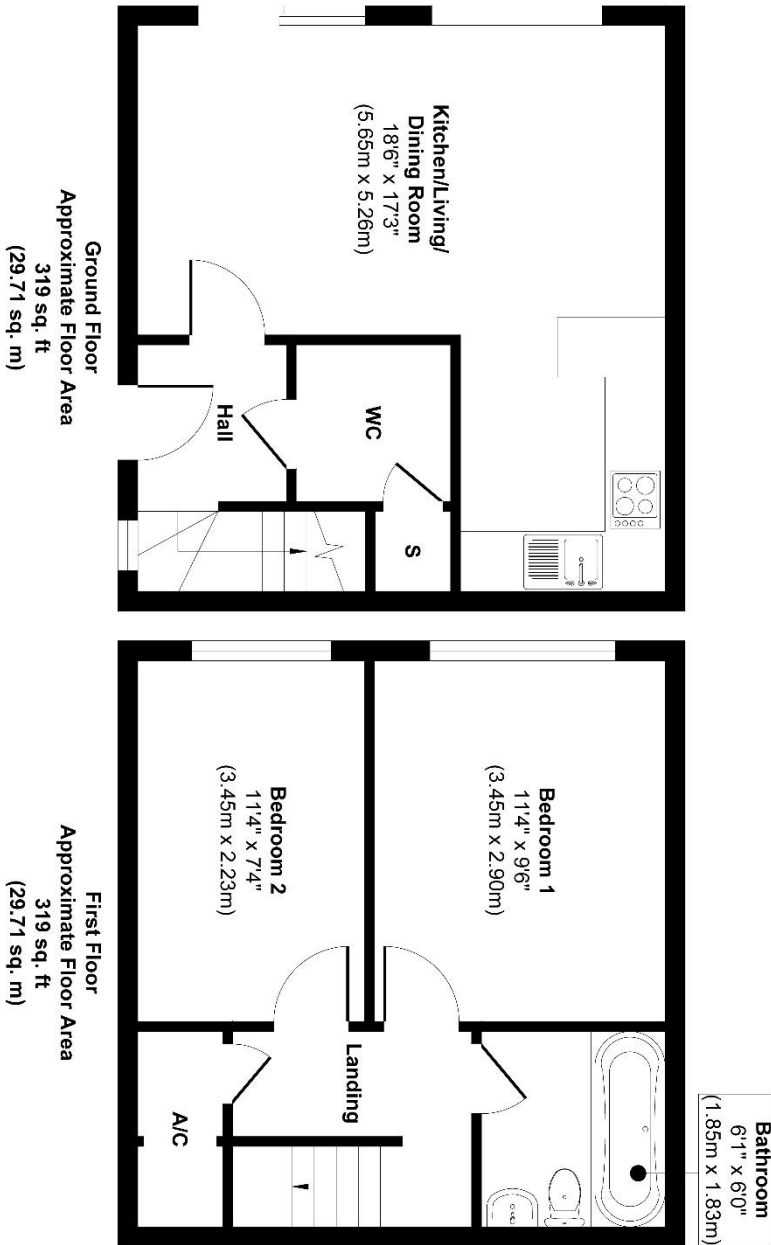 Kitchen/Living/
Dining Room
18'6" x 17'3"
(5.65m x 5.26m)
WC
Hall
S
Ground Floor
Approximate Floor Area
319 sq. ft
(29.71 sq. m)
Bedroom 1
11'4" x 9'6"
(3.45m x 2.90m)
Bedroom 2
11'4" x 7'4"
(3.45m x 2.23m)
Bathroom
6'1" x 6'0"
(1.85m x 1.83m)
Landing
A/C
First Floor
Approximate Floor Area
319 sq. ft
(29.71 sq. m)